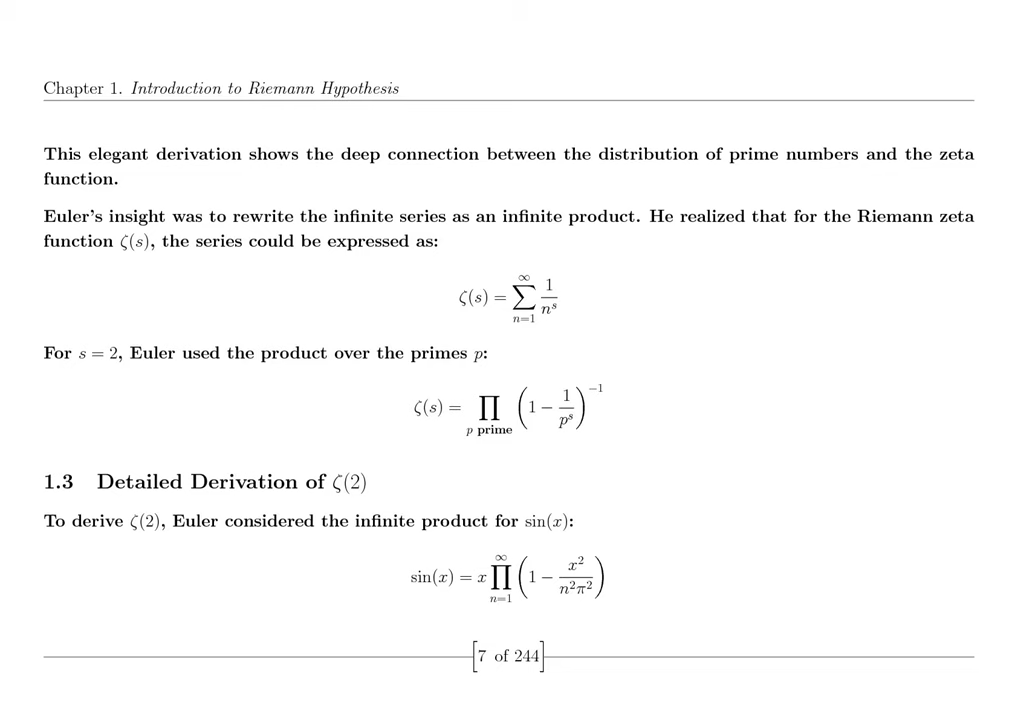 Chapter 1. Introduction to Riemann Hypothesis
This elegant derivation shows the deep connection between the distribution of prime numbers and the zeta
function.
Euler's insight was to rewrite the infinite series as an infinite product. He realized that for the Riemann zeta
function ζ(s), the series could be expressed as:
ζ(s) = ∑_{n=1}^{∞} 1/n^s
For s = 2, Euler used the product over the primes p:
ζ(s) = ∏_{p prime} (1 − 1/p^s)^{−1}
1.3 Detailed Derivation of ζ(2)
To derive ζ(2), Euler considered the infinite product for sin(x):
sin(x) = x ∏_{n=1}^{∞} (1 − x²/n²π²)
[7 of 244]